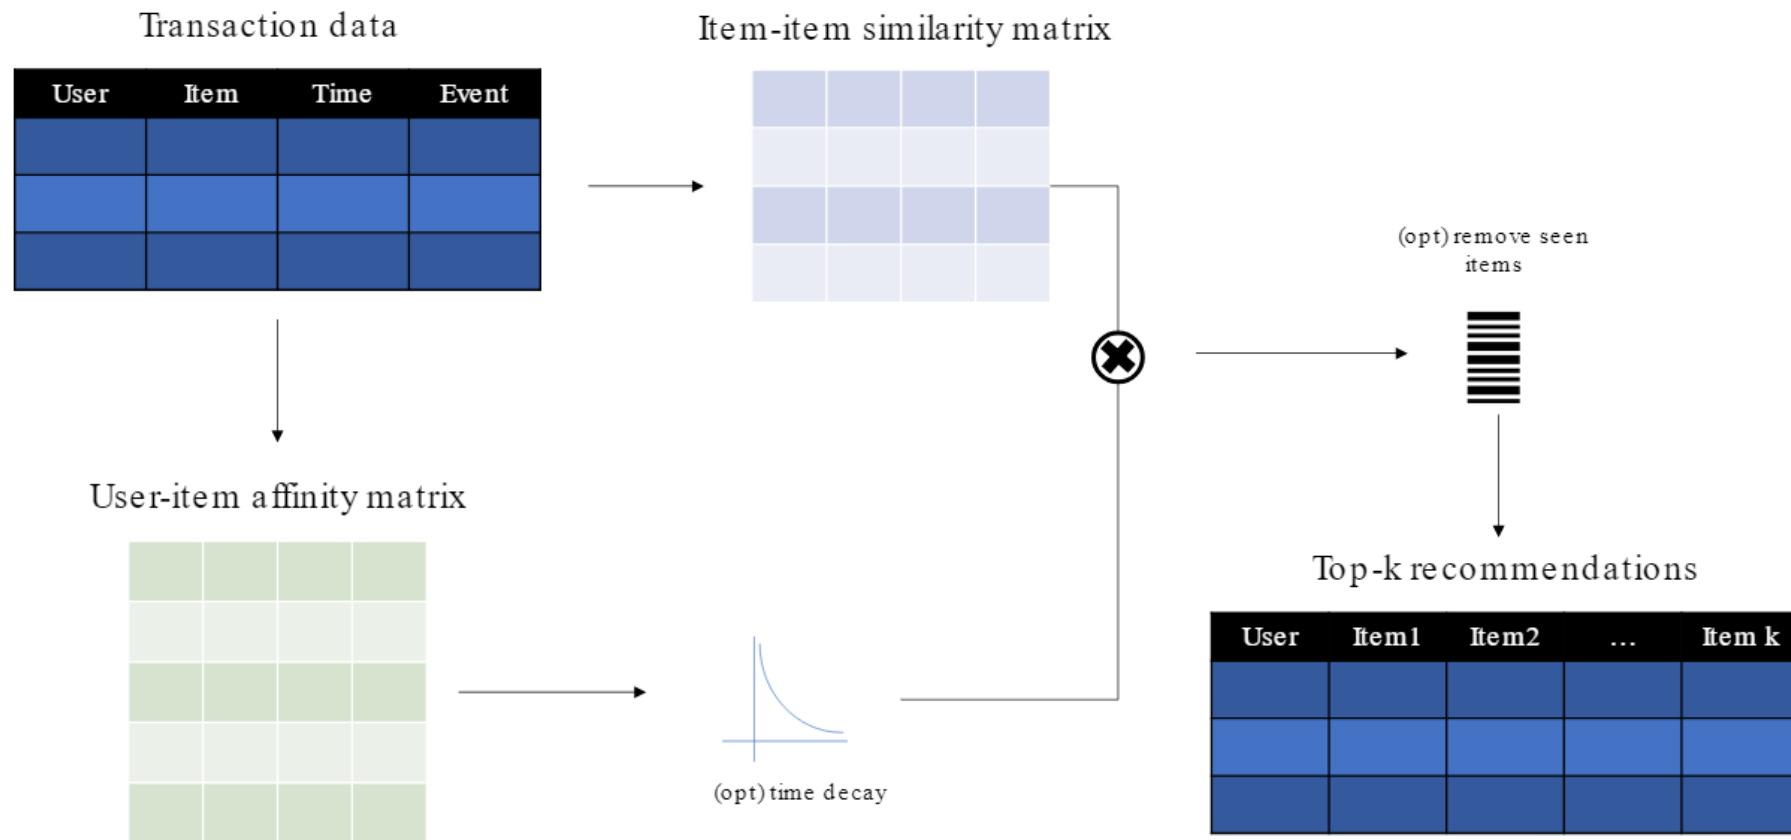 Transaction data
User Item Time Event
Item-item similarity matrix
(opt) remove seen
items
User-item affinity matrix
(opt) time decay
Top-k recommendations
User Item1 Item2 ... Item k